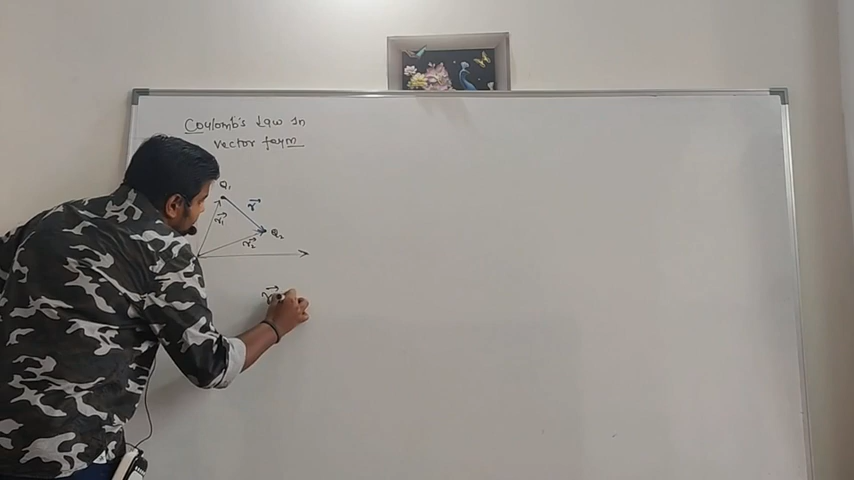 Coulomb's Law In
vector form
Q₁
r⃗
r⃗₁
Q₂
r⃗₂
r⃗